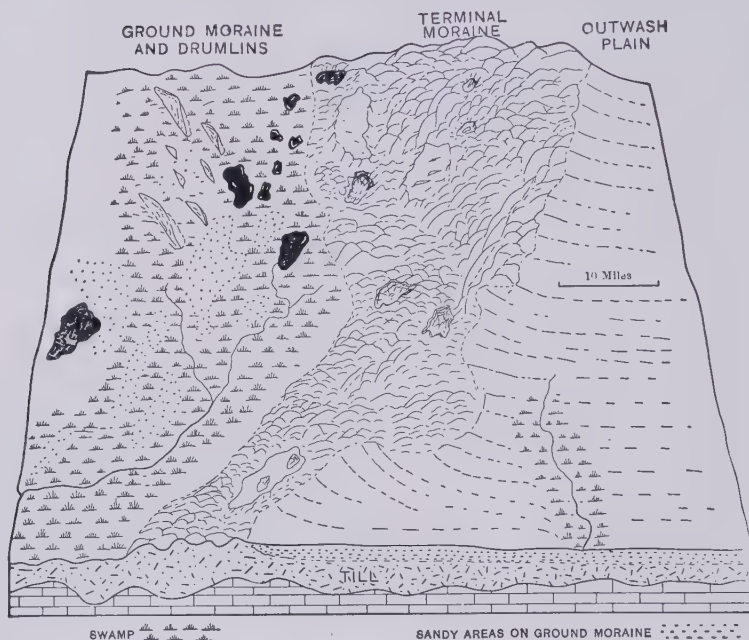 GROUND MORAINE
AND DRUMLINS
TERMINAL
MORAINE
OUTWASH
PLAIN
10 Miles
TILL
SWAMP
SANDY AREAS ON GROUND MORAINE